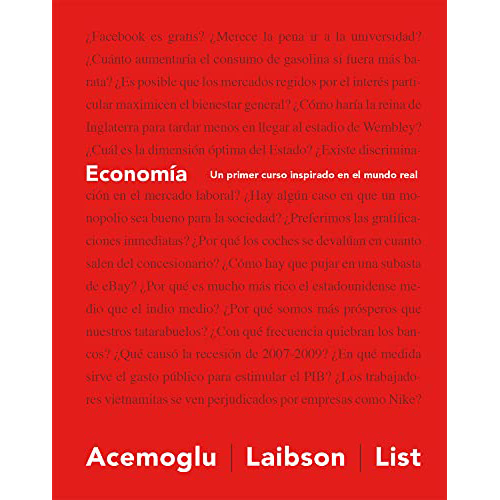 ¿Facebook es gratis? ¿Merece la pena ir a la universidad?
¿Cuánto aumentaría el consumo de gasolina si fuera más ba-
rata? ¿Es posible que los mercados regidos por el interés parti-
cular maximicen el bienestar general? ¿Cómo haría la reina de
Inglaterra para tardar menos en llegar al estadio de Wembley?
¿Cuál es la dimensión óptima del Estado? ¿Existe discrimina-
Economía Un primer curso inspirado en el mundo real
ción en el mercado laboral? ¿Hay algún caso en que un mo-
nopolio sea bueno para la sociedad? ¿Preferimos las gratifica-
ciones inmediatas? ¿Por qué los coches se devalúan en cuanto
salen del concesionario? ¿Cómo hay que pujar en una subasta
de eBay? ¿Por qué es mucho más rico el estadounidense me-
dio que el indio medio? ¿Por qué somos más prósperos que
nuestros tatarabuelos? ¿Con qué frecuencia quiebran los ban-
cos? ¿Qué causó la recesión de 2007-2009? ¿En qué medida
sirve el gasto público para estimular el PIB? ¿Los trabajado-
res vietnamitas se ven perjudicados por empresas como Nike?
Acemoglu | Laibson | List